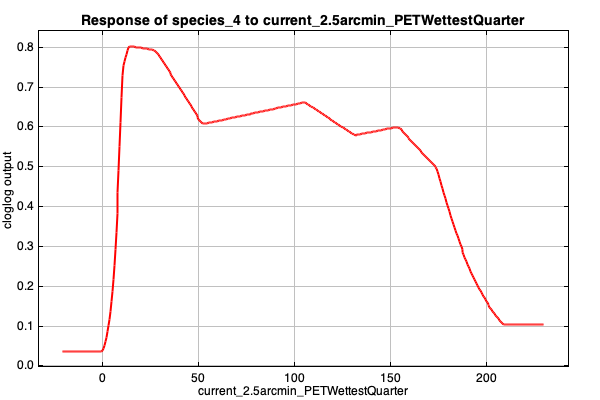 Response of species_4 to current_2.5arcmin_PETWettestQuarter
cloglog output
0.8
0.7
0.6
0.5
0.4
0.3
0.2
0.1
0.0
0 50 100 150 200
current_2.5arcmin_PETWettestQuarter